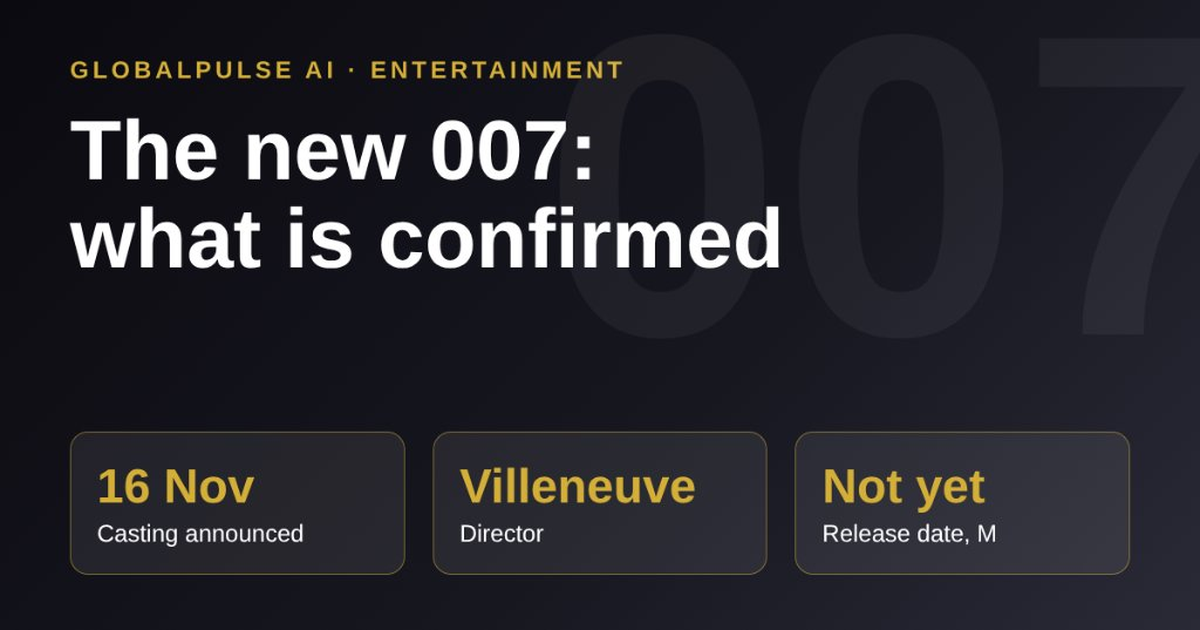 GLOBALPULSE AI · ENTERTAINMENT
The new 007:
what is confirmed
007
16 Nov
Casting announced
Villeneuve
Director
Not yet
Release date, M